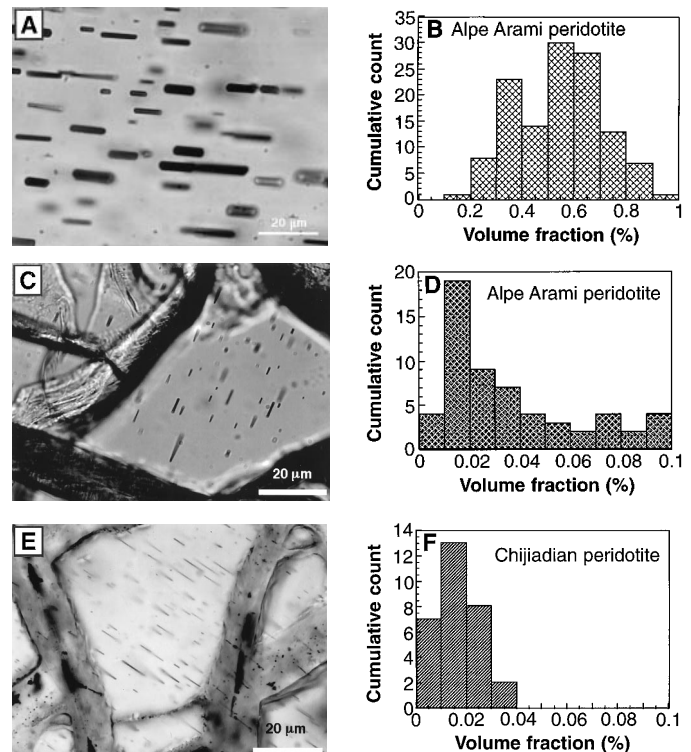 A
20 μm
B Alpe Arami peridotite
Cumulative count
35
30
25
20
15
10
5
0
0 0.2 0.4 0.6 0.8 1
Volume fraction (%)
C
20 μm
D
Alpe Arami peridotite
Cumulative count
20
15
10
5
0
0 0.02 0.04 0.06 0.08 0.1
Volume fraction (%)
E
20 μm
F
Chijiadian peridotite
Cumulative count
14
12
10
8
6
4
2
0
0 0.02 0.04 0.06 0.08 0.1
Volume fraction (%)